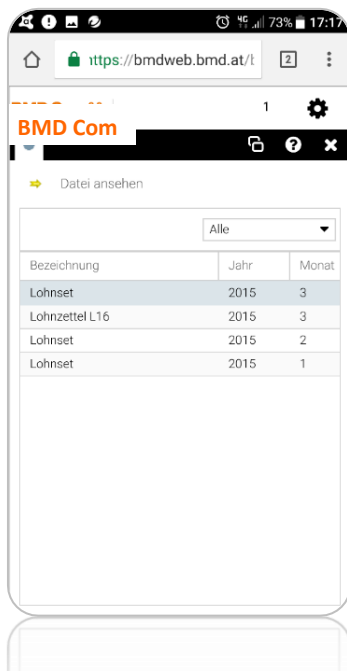 4G 73% 17:17
https://bmdweb.bmd.at/
2
1
BMD Com
Datei ansehen
Alle
Bezeichnung Jahr Monat
Lohnset 2015 3
Lohnzettel L16 2015 3
Lohnset 2015 2
Lohnset 2015 1